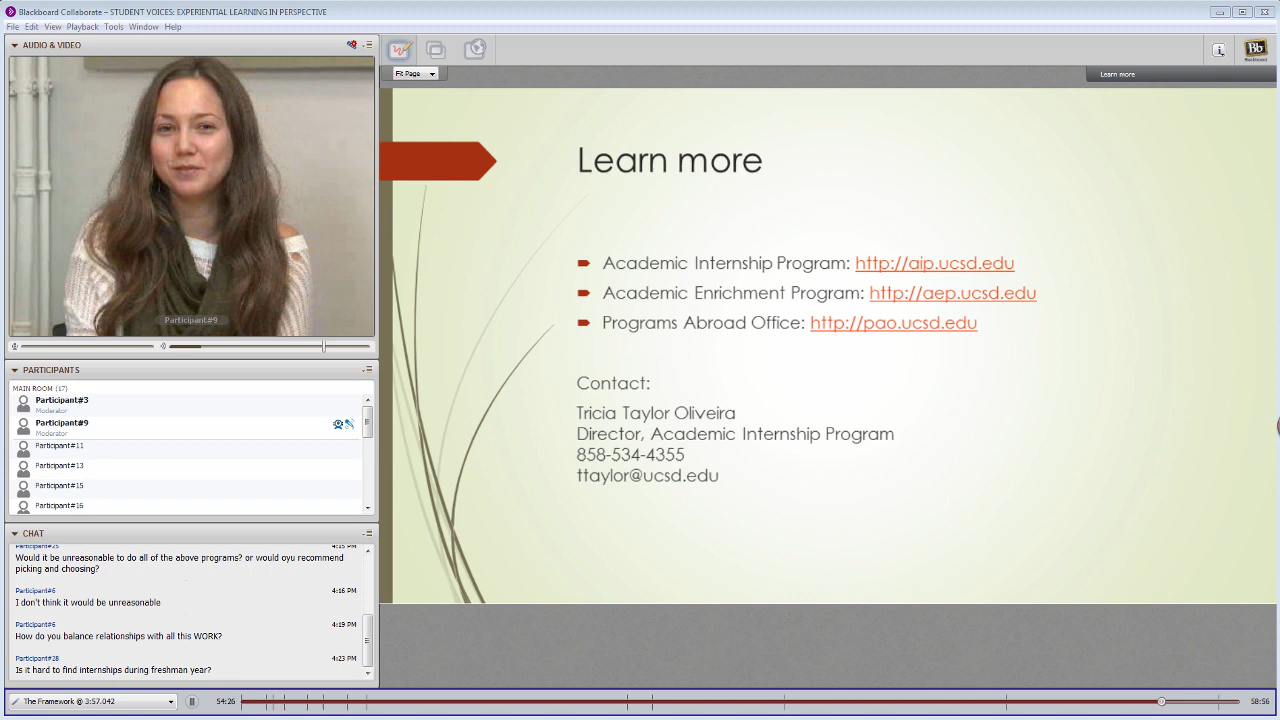 Blackboard Collaborate – STUDENT VOICES: EXPERIENTIAL LEARNING IN PERSPECTIVE
File Edit View Playback Tools Window Help
AUDIO & VIDEO
Participant#9
PARTICIPANTS
MAIN ROOM (17)
Participant#3
Moderator
Participant#9
Moderator
Participant#11
Participant#13
Participant#15
Participant#16
CHAT
Participant#25 4:15 PM
Would it be unreasonable to do all of the above programs? or would oyu recommend
picking and choosing?
Participant#6 4:16 PM
I don't think it would be unreasonable
Participant#6 4:19 PM
How do you balance relationships with all this WORK?
Participant#28 4:23 PM
Is it hard to find internships during freshman year?
Fit Page
Bb
Blackboard
Learn more
Learn more
Academic Internship Program: http://aip.ucsd.edu
Academic Enrichment Program: http://aep.ucsd.edu
Programs Abroad Office: http://pao.ucsd.edu
Contact:
Tricia Taylor Oliveira
Director, Academic Internship Program
858-534-4355
ttaylor@ucsd.edu
The Framework @ 3:57.042
54:26
58:56